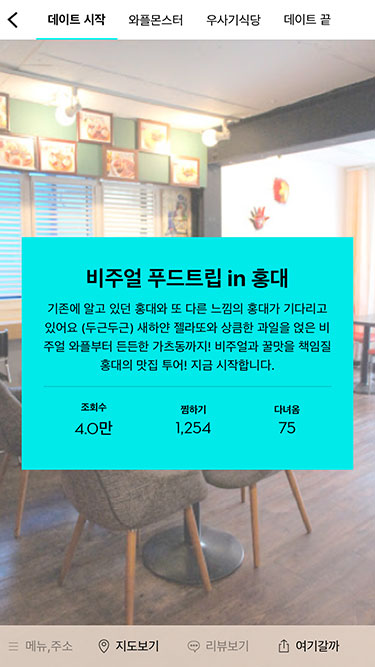 데이트 시작 와플몬스터 우사기식당 데이트 끝
비주얼 푸드트립 in 홍대
기존에 알고 있던 홍대와 또 다른 느낌의 홍대가 기다리고
있어요 (두근두근) 새하얀 젤라또와 상큼한 과일을 얹은 비
주얼 와플부터 든든한 가츠동까지! 비주얼과 꿀맛을 책임질
홍대의 맛집 투어! 지금 시작합니다.
조회수 찜하기 다녀옴
4.0만 1,254 75
메뉴,주소 지도보기 리뷰보기 여기갈까